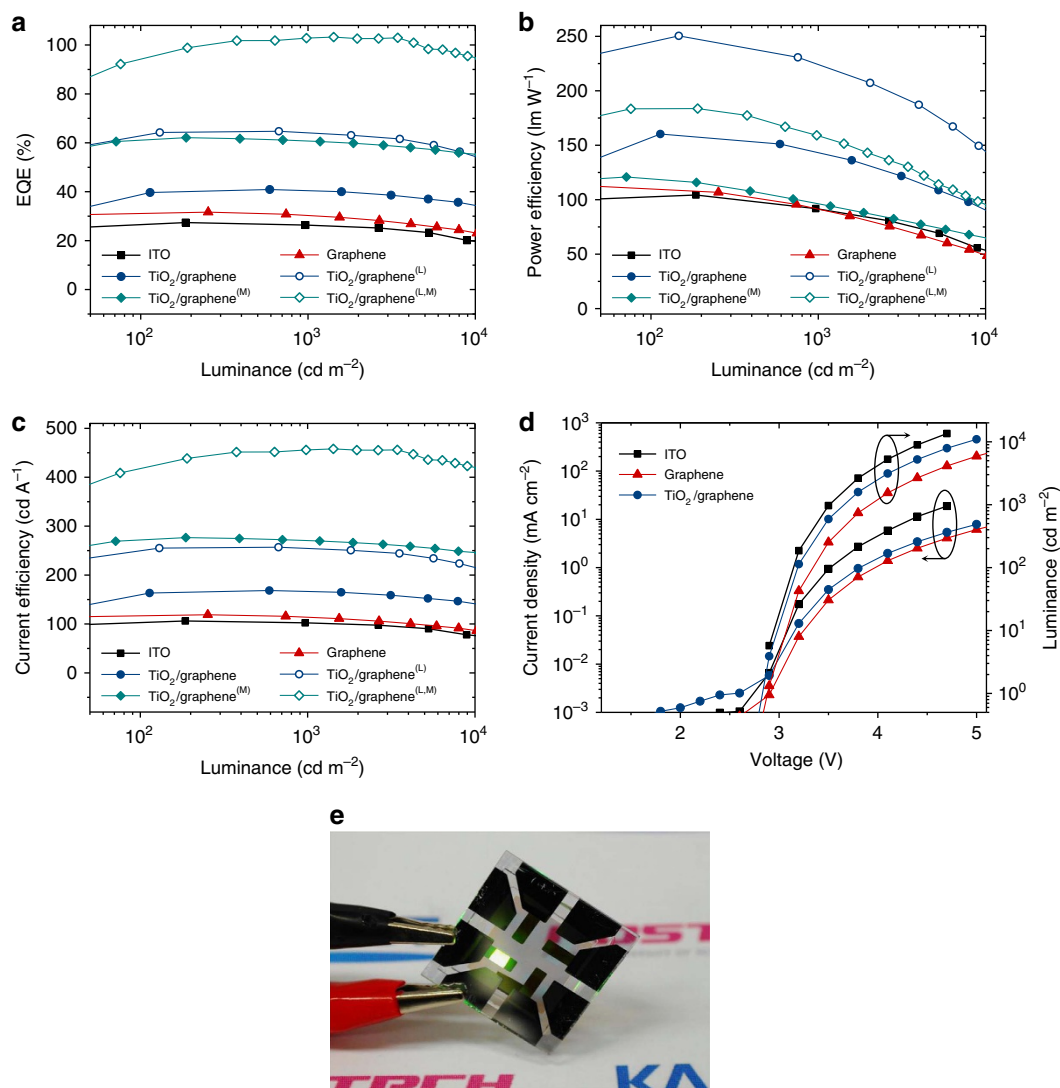 a
EQE (%)
100
80
60
40
20
0
ITO
Graphene
TiO₂/graphene
TiO₂/graphene⁽ᴸ⁾
TiO₂/graphene⁽ᴹ⁾
TiO₂/graphene⁽ᴸ,ᴹ⁾
10²
10³
10⁴
Luminance (cd m⁻²)
b
Power efficiency (lm W⁻¹)
250
200
150
100
50
0
ITO
Graphene
TiO₂/graphene
TiO₂/graphene⁽ᴸ⁾
TiO₂/graphene⁽ᴹ⁾
TiO₂/graphene⁽ᴸ,ᴹ⁾
10²
10³
10⁴
Luminance (cd m⁻²)
c
Current efficiency (cd A⁻¹)
500
400
300
200
100
0
ITO
Graphene
TiO₂/graphene
TiO₂/graphene⁽ᴸ⁾
TiO₂/graphene⁽ᴹ⁾
TiO₂/graphene⁽ᴸ,ᴹ⁾
10²
10³
10⁴
Luminance (cd m⁻²)
d
Current density (mA cm⁻²)
10³
10²
10¹
10⁰
10⁻¹
10⁻²
10⁻³
ITO
Graphene
TiO₂/graphene
10⁴
10³
10²
10¹
10⁰
Luminance (cd m⁻²)
2
3
4
5
Voltage (V)
e